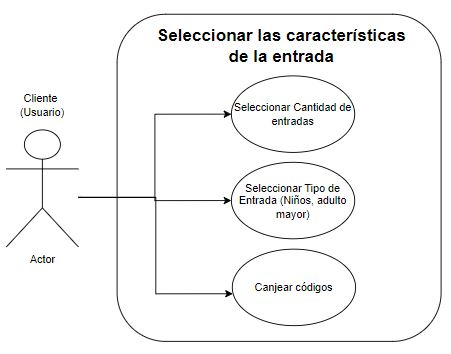 Seleccionar las características
de la entrada
Cliente
(Usuario)
Seleccionar Cantidad de
entradas
Seleccionar Tipo de
Entrada (Niños, adulto
mayor)
Actor
Canjear códigos